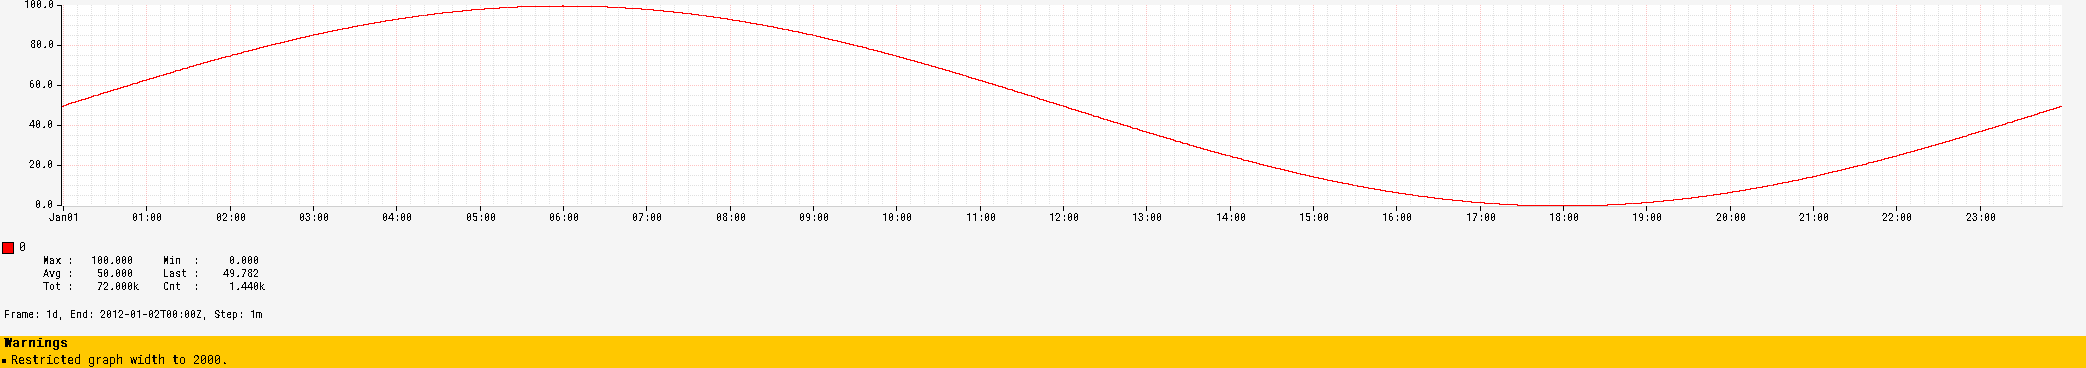 100.0
80.0
60.0
40.0
20.0
0.0
Jan01 01:00 02:00 03:00 04:00 05:00 06:00 07:00 08:00 09:00 10:00 11:00 12:00 13:00 14:00 15:00 16:00 17:00 18:00 19:00 20:00 21:00 22:00 23:00
0
Max : 100.000 Min : 0.000
Avg : 50.000 Last : 49.782
Tot : 72.000k Cnt : 1.440k
Frame: 1d, End: 2012-01-02T00:00Z, Step: 1m
Warnings
▪ Restricted graph width to 2000.